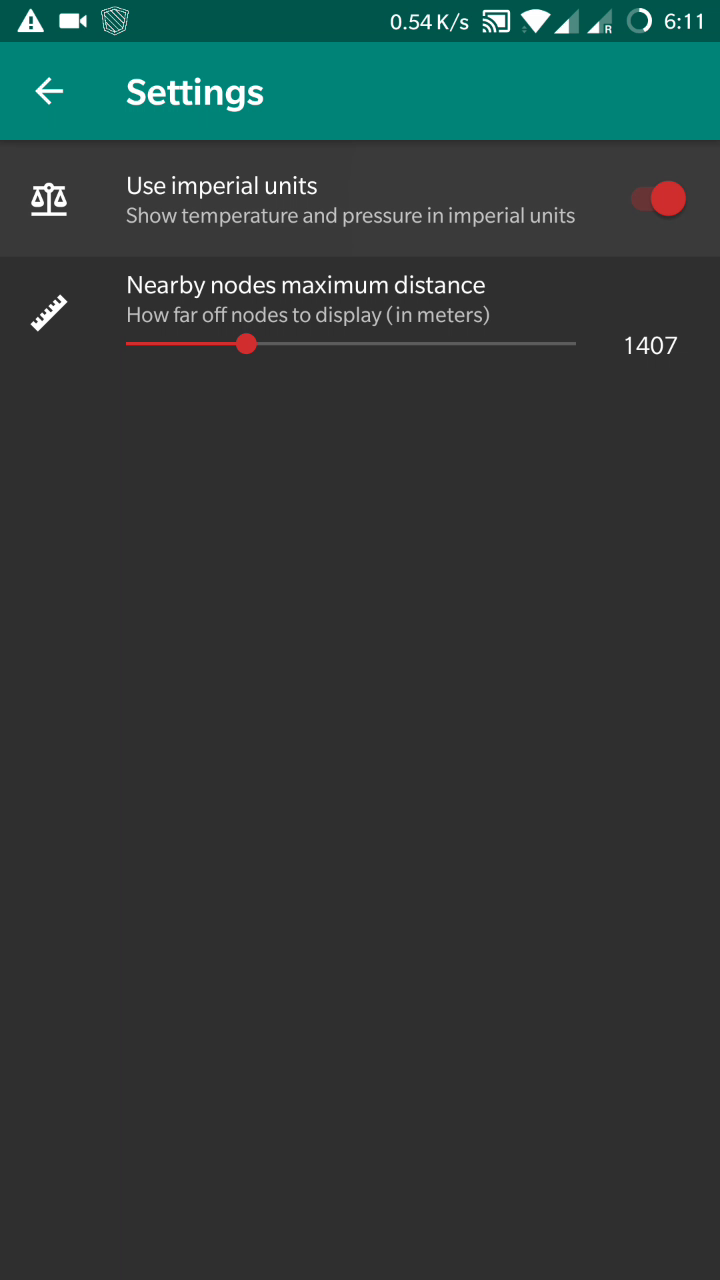 0.54 K/s R 6:11
Settings
Use imperial units
Show temperature and pressure in imperial units
Nearby nodes maximum distance
How far off nodes to display (in meters)
1407